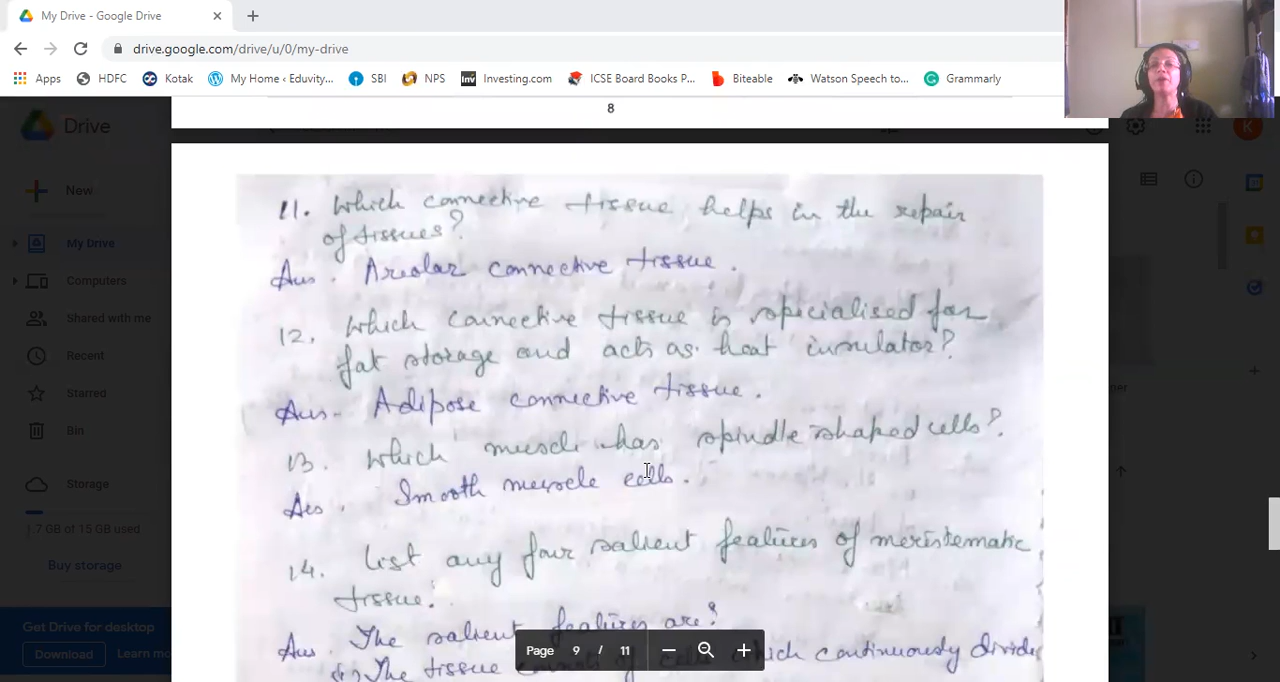 My Drive - Google Drive
drive.google.com/drive/u/0/my-drive
Apps HDFC Kotak My Home ‹ Eduvity... SBI NPS Inv Investing.com ICSE Board Books P... Biteable Watson Speech to... Grammarly
8
Drive
K
New
My Drive
Computers
Shared with me
Recent
Starred
Bin
Storage
1.7 GB of 15 GB used
Buy storage
Get Drive for desktop
Download Learn mo
11. Which connective tissue helps in the repair
of tissues?
Ans. Areolar connective tissue.
12. Which connective tissue is specialised for
fat storage and acts as heat insulator?
Ans- Adipose connective tissue.
13. Which muscle has spindle shaped cells?
Ans. Smooth muscle cells.
14. List any four salient features of meristematic
tissue.
Ans. The salient features are:
(i) The tissue which continuously divide
Page 9 / 11